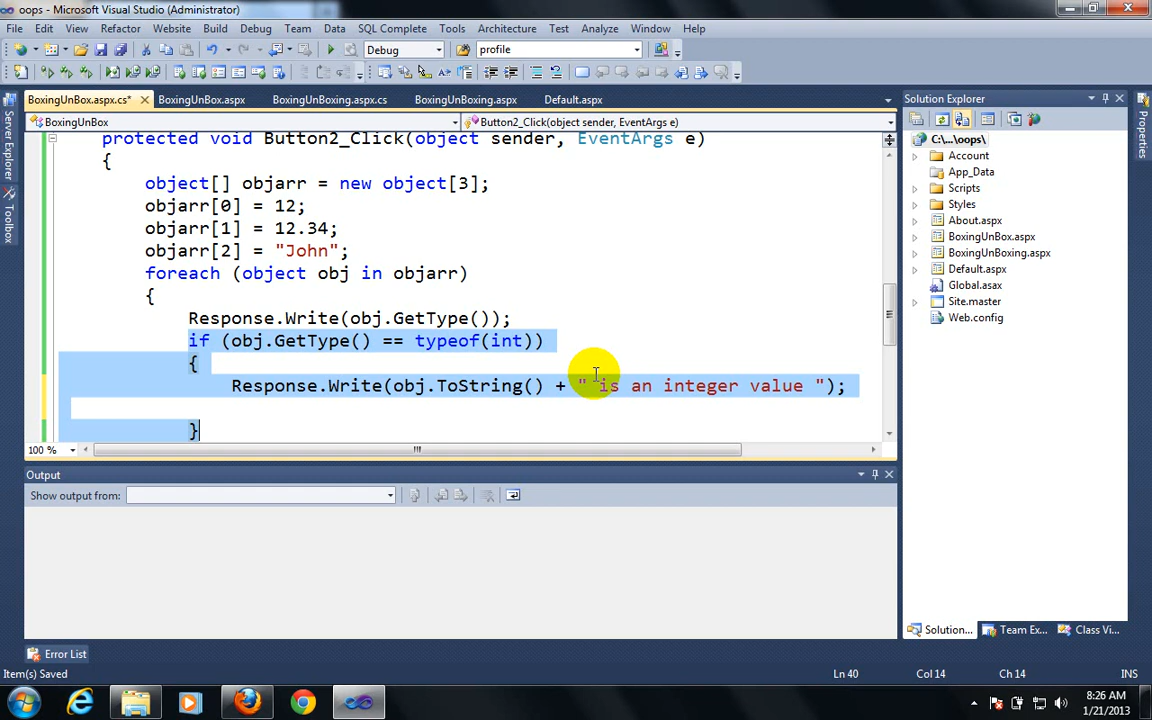 oops - Microsoft Visual Studio (Administrator)
File Edit View Refactor Website Build Debug Team Data SQL Complete Tools Architecture Test Analyze Window Help
Debug profile
BoxingUnBox.aspx.cs* BoxingUnBox.aspx BoxingUnBoxing.aspx.cs BoxingUnBoxing.aspx Default.aspx
BoxingUnBox Button2_Click(object sender, EventArgs e)
protected void Button2_Click(object sender, EventArgs e)
{
object[] objarr = new object[3];
objarr[0] = 12;
objarr[1] = 12.34;
objarr[2] = "John";
foreach (object obj in objarr)
{
Response.Write(obj.GetType());
if (obj.GetType() == typeof(int))
{
Response.Write(obj.ToString() + " is an integer value ");
}
100 %
Output
Show output from:
Error List
Server Explorer
Toolbox
Solution Explorer
C:\...\oops\
Account
App_Data
Scripts
Styles
About.aspx
BoxingUnBox.aspx
BoxingUnBoxing.aspx
Default.aspx
Global.asax
Site.master
Web.config
Solution... Team Ex... Class Vi...
Properties
Item(s) Saved Ln 40 Col 14 Ch 14 INS
8:26 AM
1/21/2013